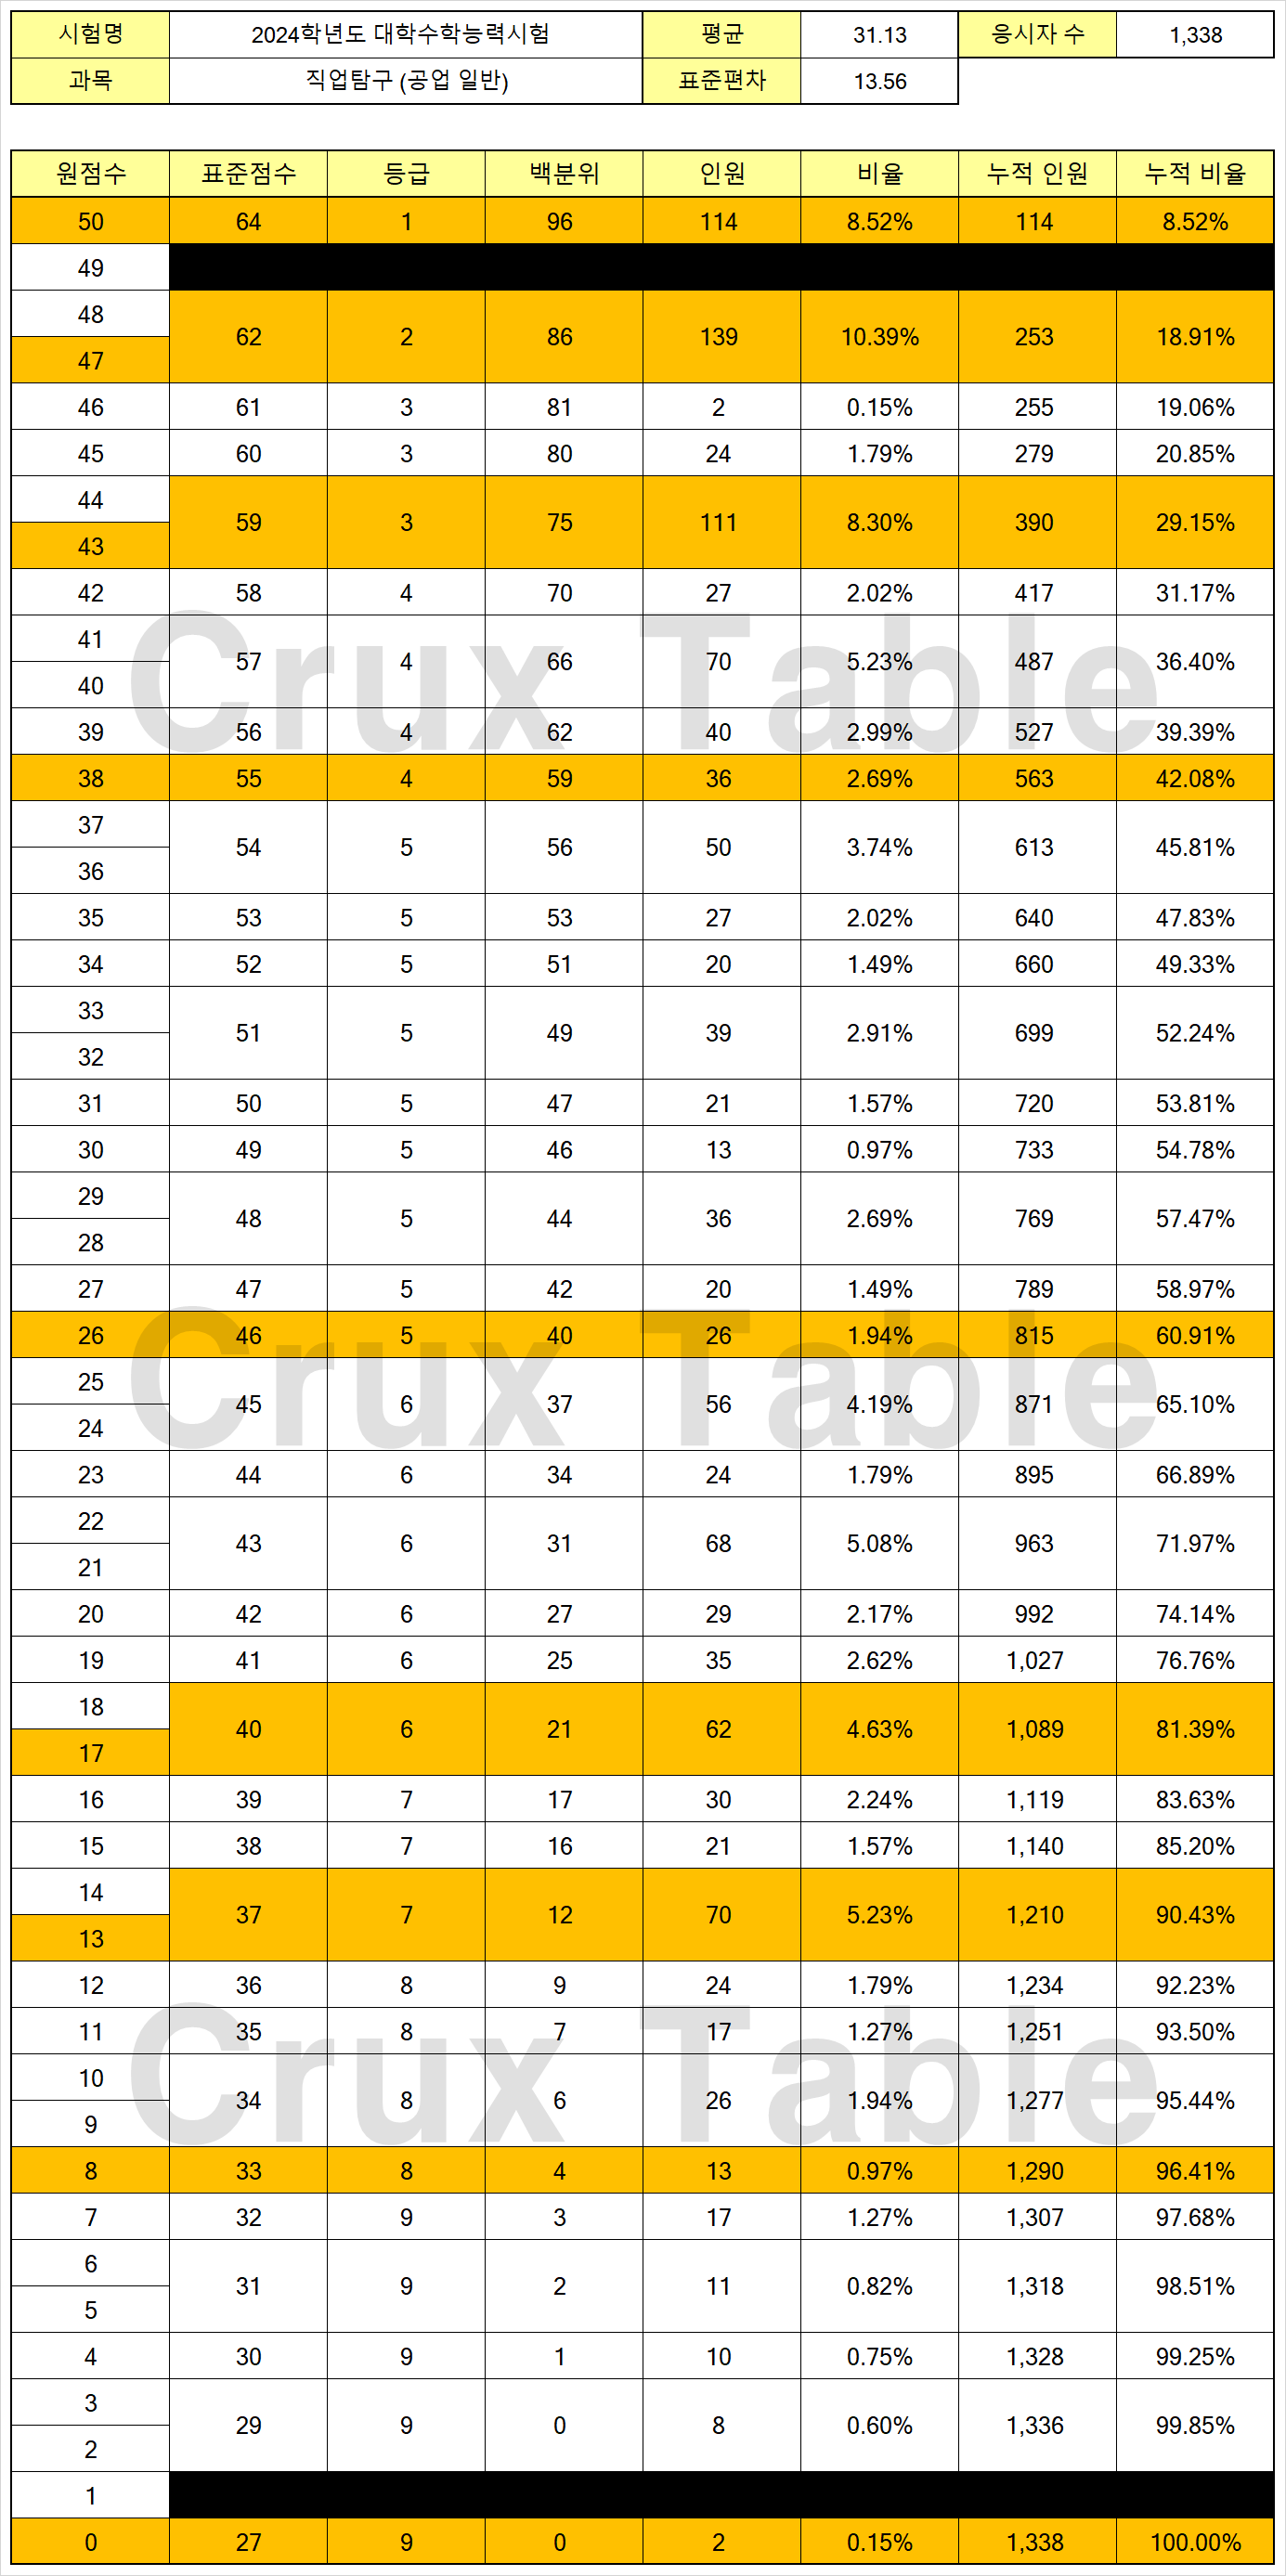 시험명 2024학년도 대학수학능력시험 평균 31.13 응시자 수 1,338
과목 직업탐구 (공업 일반) 표준편차 13.56
원점수 표준점수 등급 백분위 인원 비율 누적 인원 누적 비율
50 64 1 96 114 8.52% 114 8.52%
49
48
62 2 86 139 10.39% 253 18.91%
47
46 61 3 81 2 0.15% 255 19.06%
45 60 3 80 24 1.79% 279 20.85%
44
59 3 75 111 8.30% 390 29.15%
43
42 58 4 70 27 2.02% 417 31.17%
41
57 4 66 70 5.23% 487 36.40%
40
Crux Table
39 56 4 62 40 2.99% 527 39.39%
38 55 4 59 36 2.69% 563 42.08%
37
54 5 56 50 3.74% 613 45.81%
36
35 53 5 53 27 2.02% 640 47.83%
34 52 5 51 20 1.49% 660 49.33%
33
51 5 49 39 2.91% 699 52.24%
32
31 50 5 47 21 1.57% 720 53.81%
30 49 5 46 13 0.97% 733 54.78%
29
48 5 44 36 2.69% 769 57.47%
28
27 47 5 42 20 1.49% 789 58.97%
26 46 5 40 26 1.94% 815 60.91%
Crux Table
25
45 6 37 56 4.19% 871 65.10%
24
23 44 6 34 24 1.79% 895 66.89%
22
43 6 31 68 5.08% 963 71.97%
21
20 42 6 27 29 2.17% 992 74.14%
19 41 6 25 35 2.62% 1,027 76.76%
18
40 6 21 62 4.63% 1,089 81.39%
17
16 39 7 17 30 2.24% 1,119 83.63%
15 38 7 16 21 1.57% 1,140 85.20%
14
37 7 12 70 5.23% 1,210 90.43%
13
12 36 8 9 24 1.79% 1,234 92.23%
11 35 8 7 17 1.27% 1,251 93.50%
Crux Table
10
34 8 6 26 1.94% 1,277 95.44%
9
8 33 8 4 13 0.97% 1,290 96.41%
7 32 9 3 17 1.27% 1,307 97.68%
6
31 9 2 11 0.82% 1,318 98.51%
5
4 30 9 1 10 0.75% 1,328 99.25%
3
29 9 0 8 0.60% 1,336 99.85%
2
1
0 27 9 0 2 0.15% 1,338 100.00%